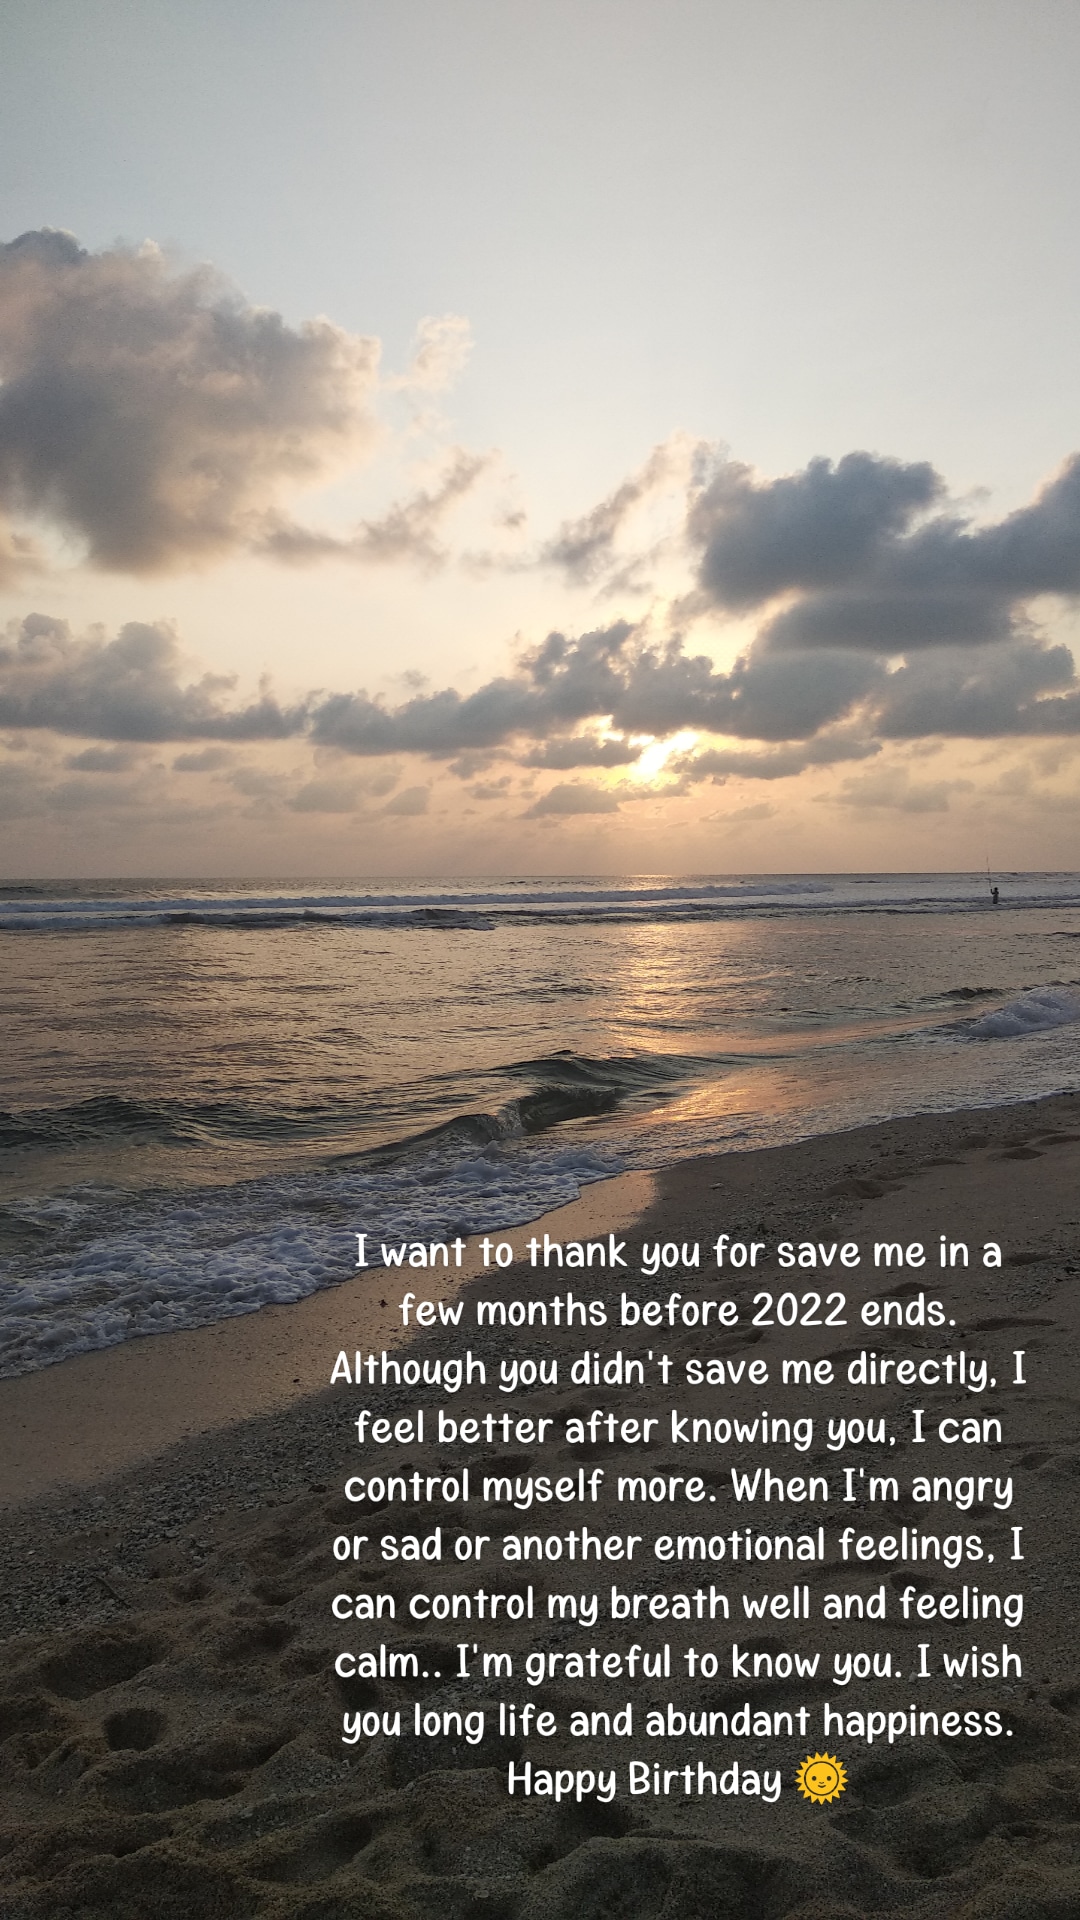 I want to thank you for save me in a
few months before 2022 ends.
Although you didn't save me directly, I
feel better after knowing you, I can
control myself more. When I'm angry
or sad or another emotional feelings, I
can control my breath well and feeling
calm.. I'm grateful to know you. I wish
you long life and abundant happiness.
Happy Birthday 🌞